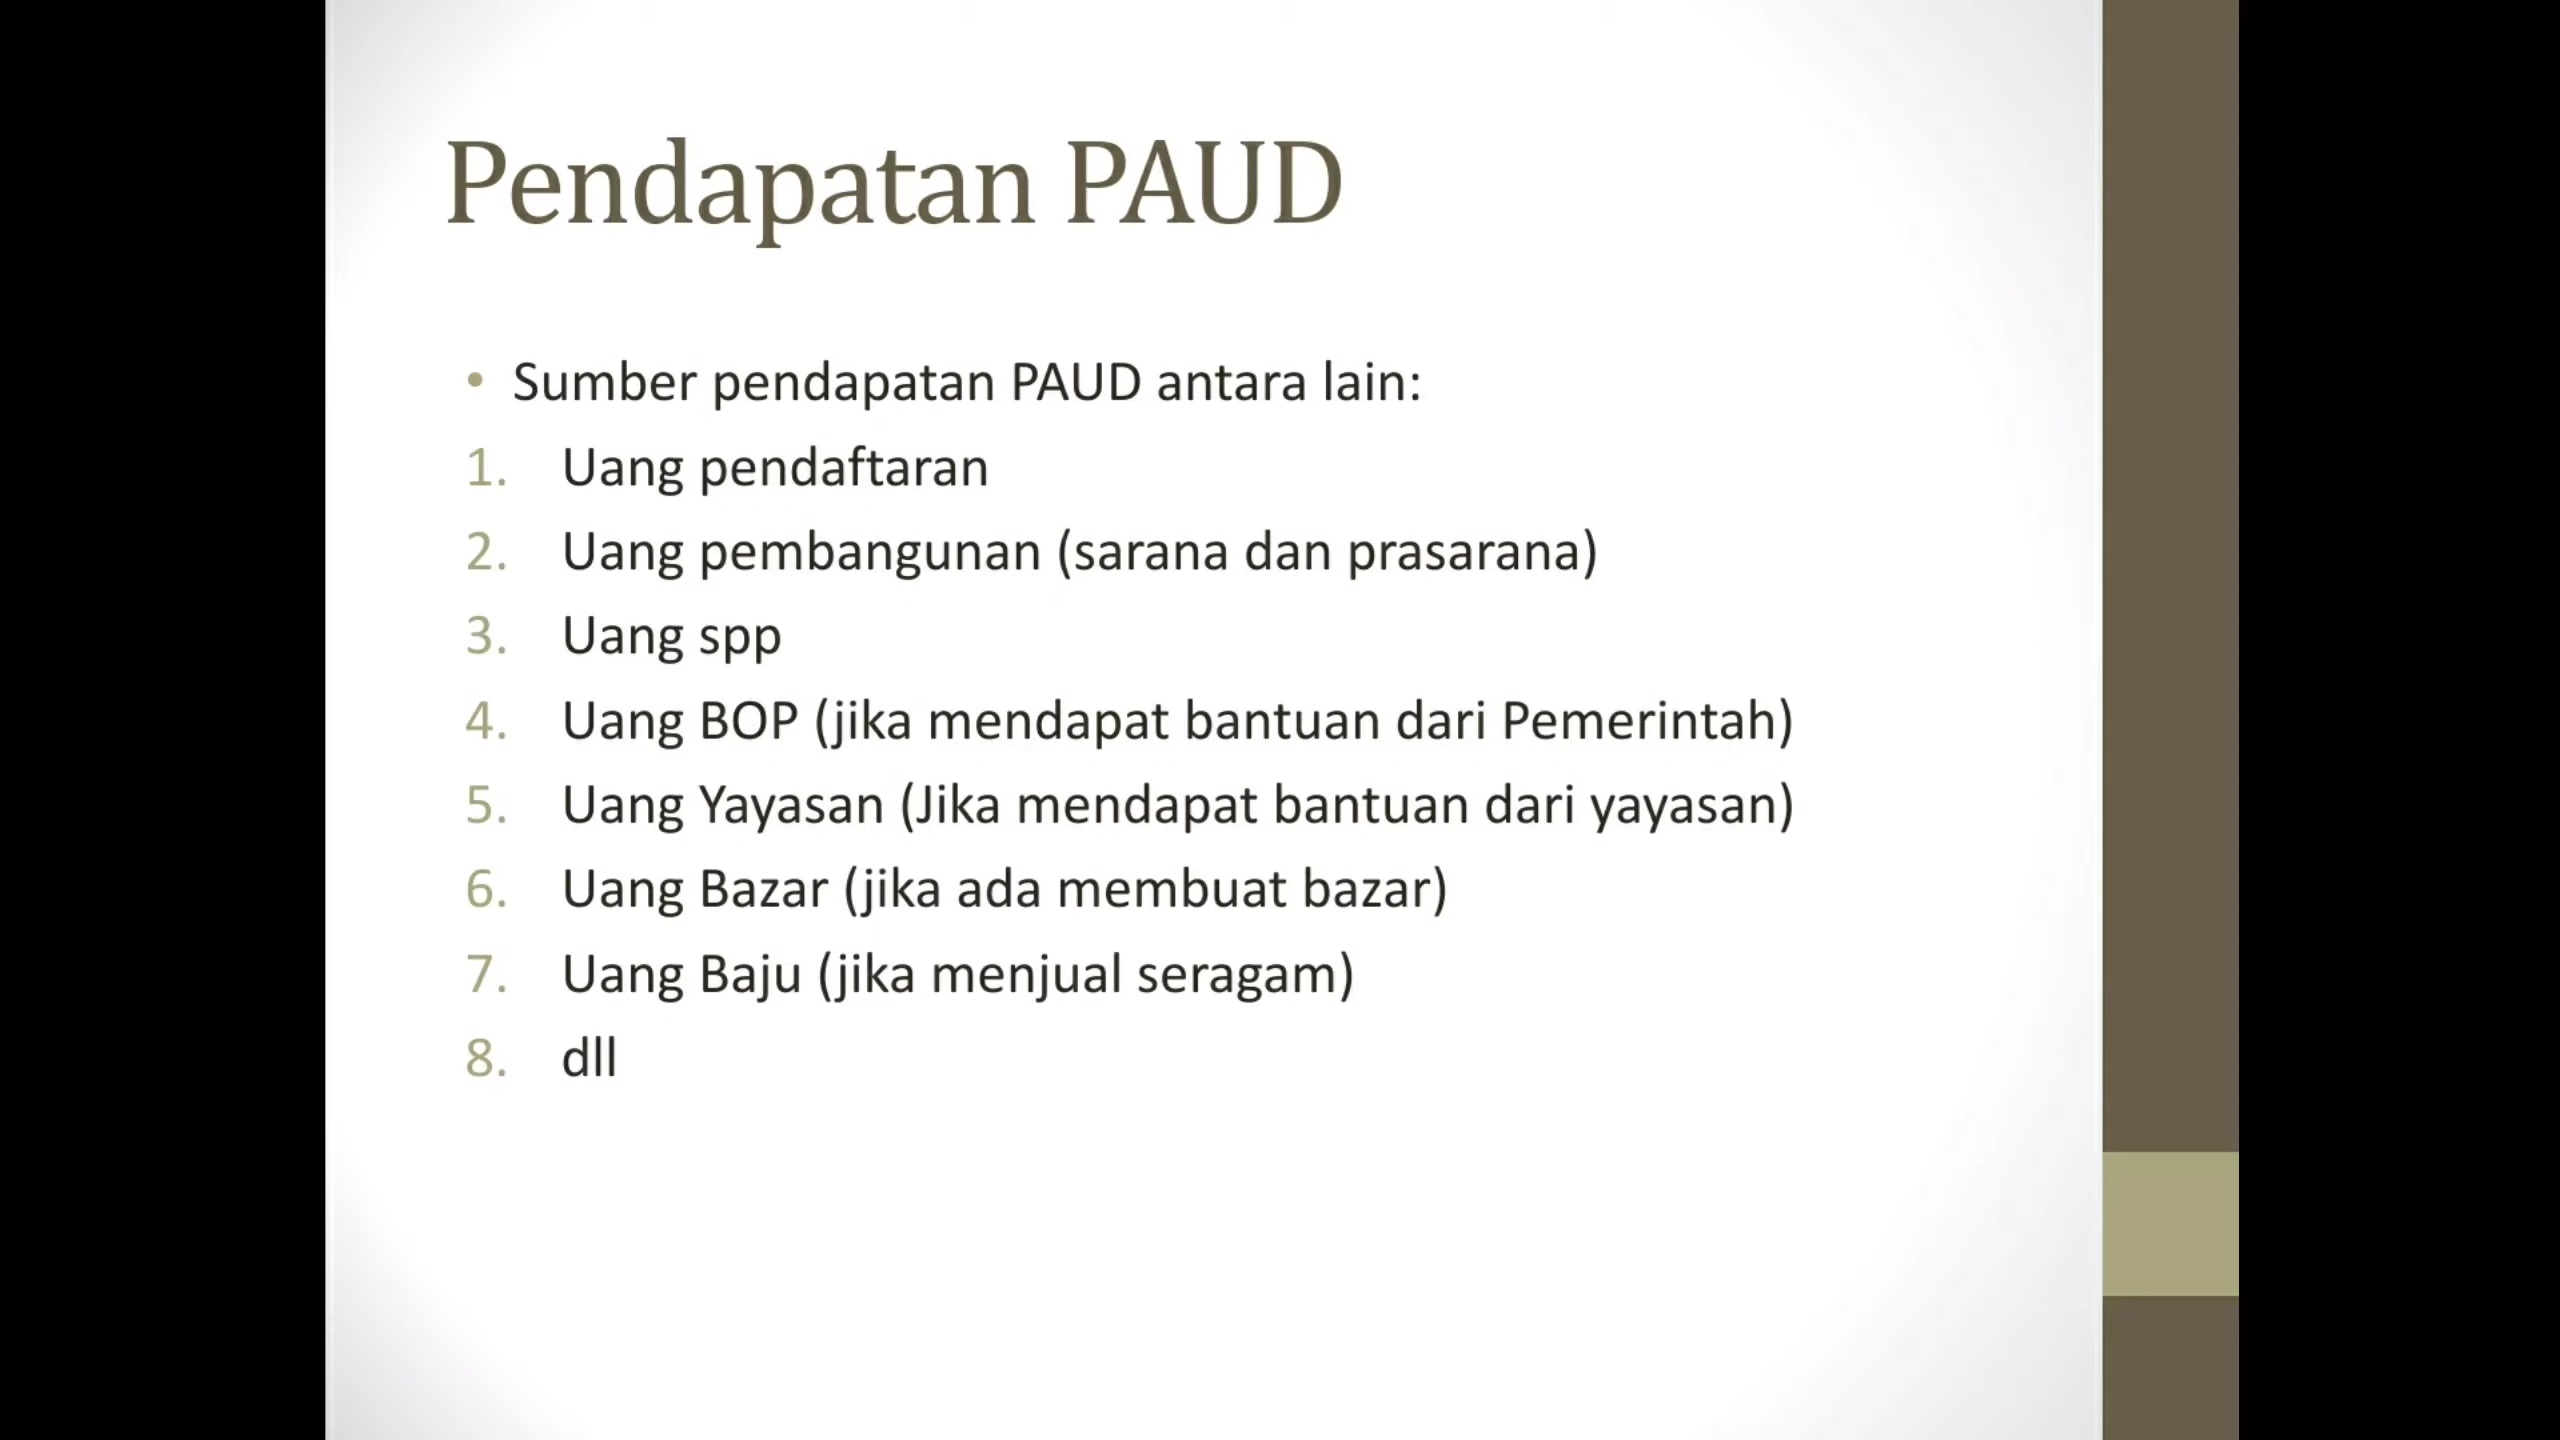 Pendapatan PAUD
• Sumber pendapatan PAUD antara lain:
1. Uang pendaftaran
2. Uang pembangunan (sarana dan prasarana)
3. Uang spp
4. Uang BOP (jika mendapat bantuan dari Pemerintah)
5. Uang Yayasan (Jika mendapat bantuan dari yayasan)
6. Uang Bazar (jika ada membuat bazar)
7. Uang Baju (jika menjual seragam)
8. dll